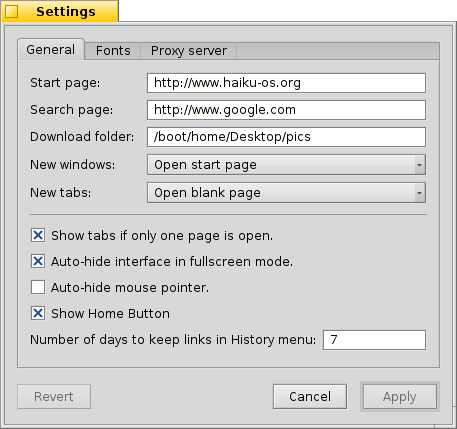 Settings
General Fonts Proxy server
Start page: http://www.haiku-os.org
Search page: http://www.google.com
Download folder: /boot/home/Desktop/pics
New windows: Open start page
New tabs: Open blank page
Show tabs if only one page is open.
Auto-hide interface in fullscreen mode.
Auto-hide mouse pointer.
Show Home Button
Number of days to keep links in History menu: 7
Revert Cancel Apply